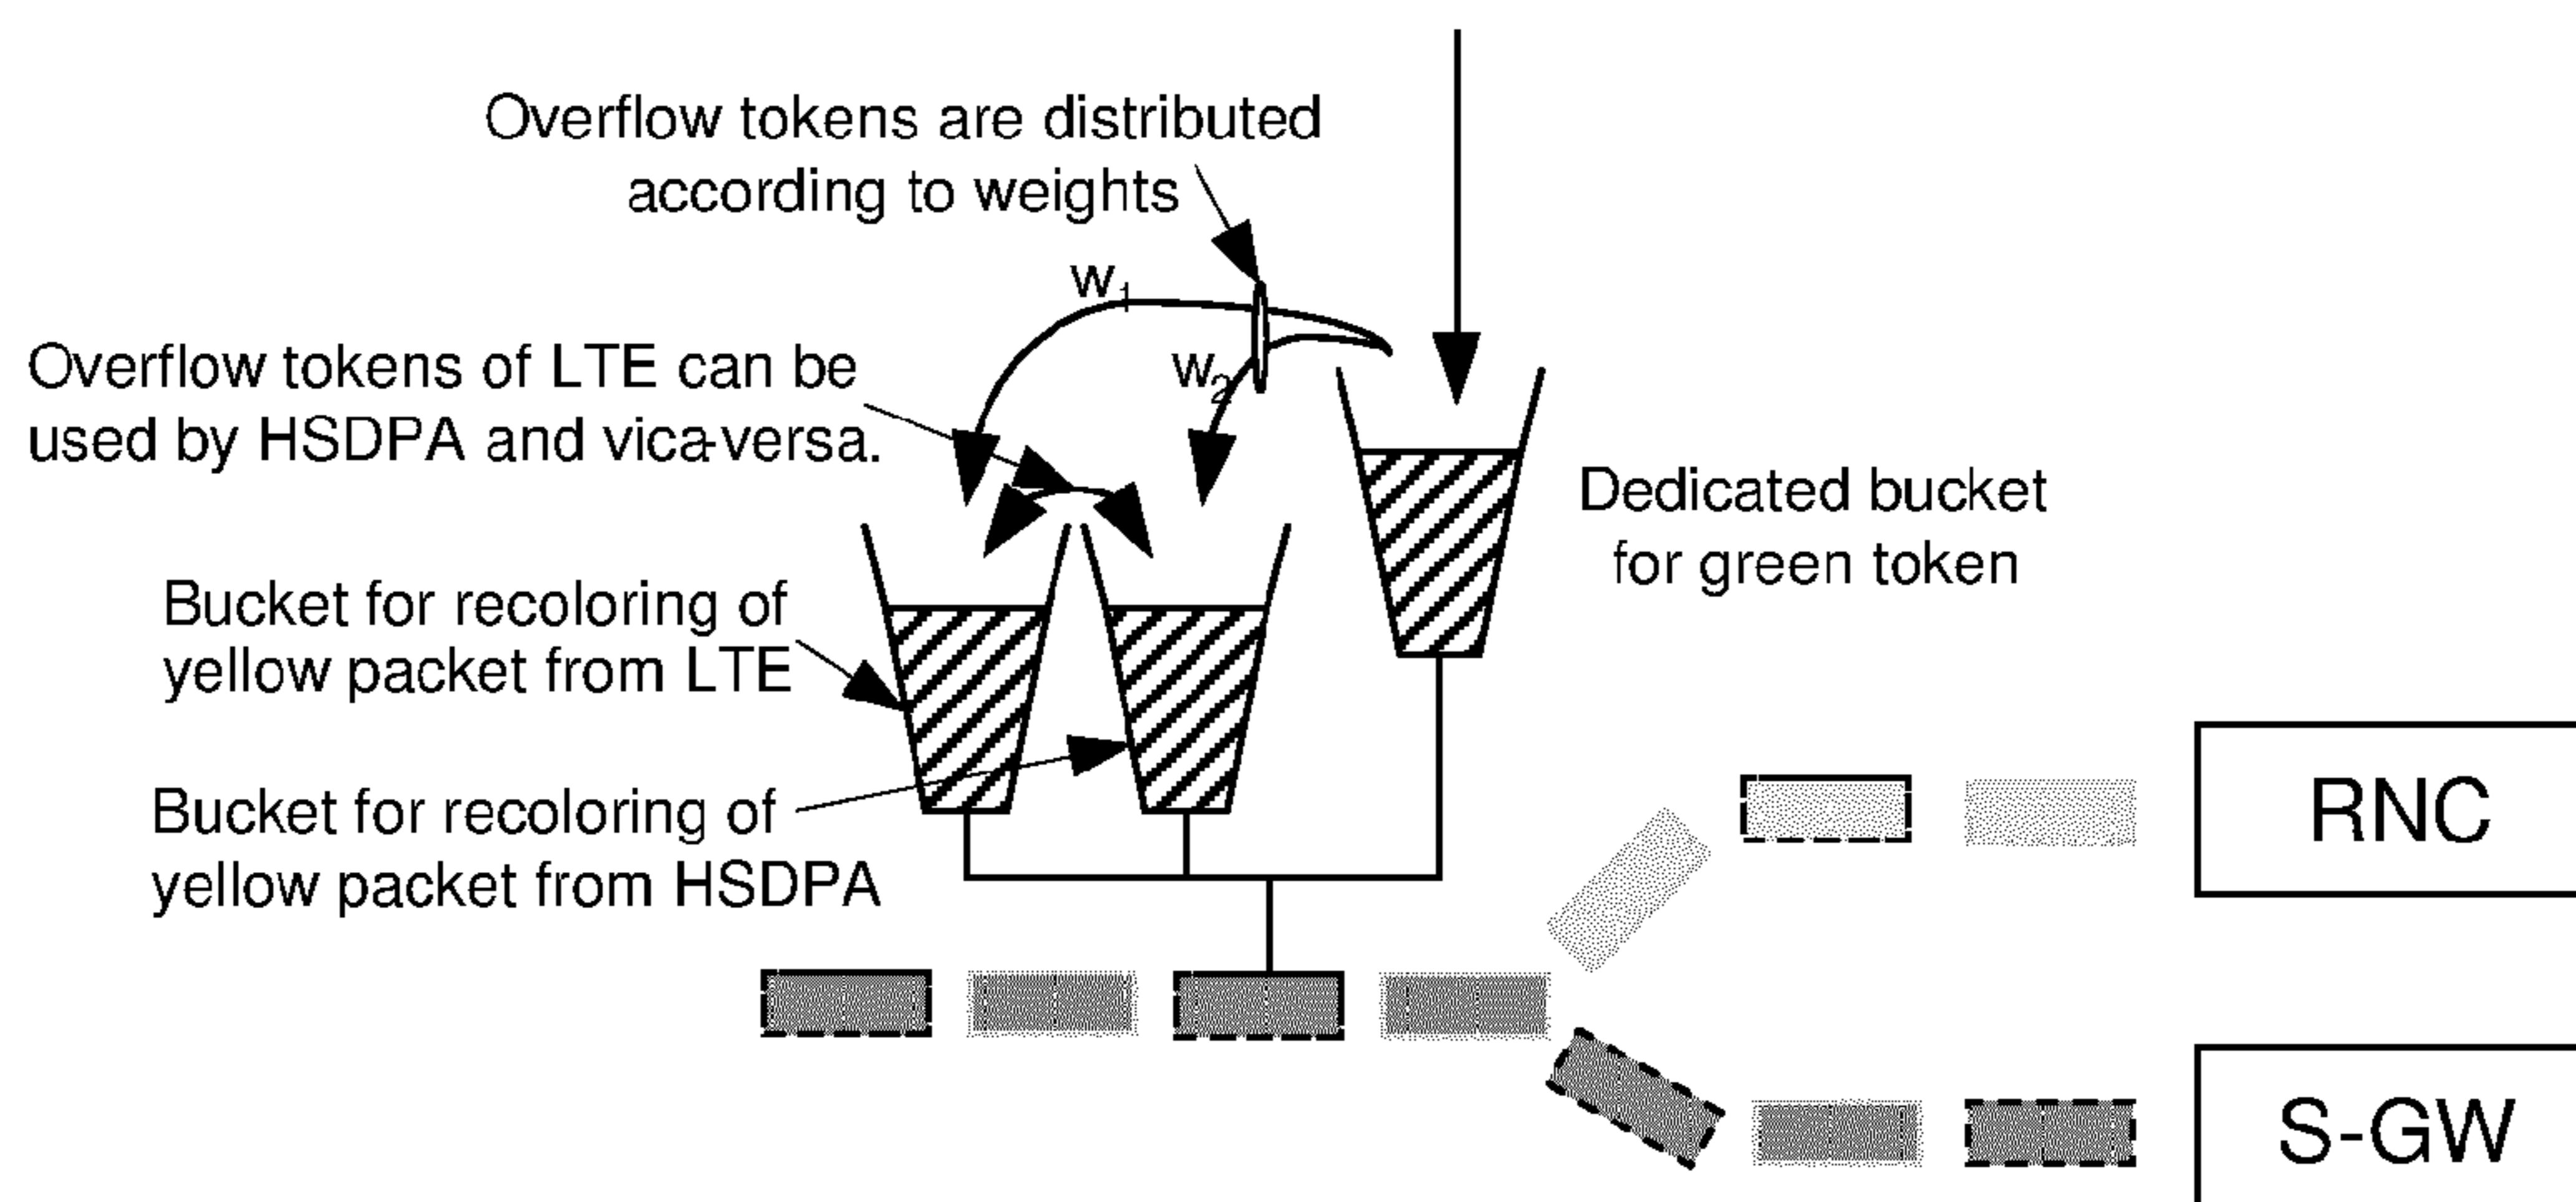 Overflow tokens are distributed
according to weights
w1
w2
Overflow tokens of LTE can be
used by HSDPA and vica-versa.
Dedicated bucket
for green token
Bucket for recoloring of
yellow packet from LTE
Bucket for recoloring of
yellow packet from HSDPA
RNC
S-GW